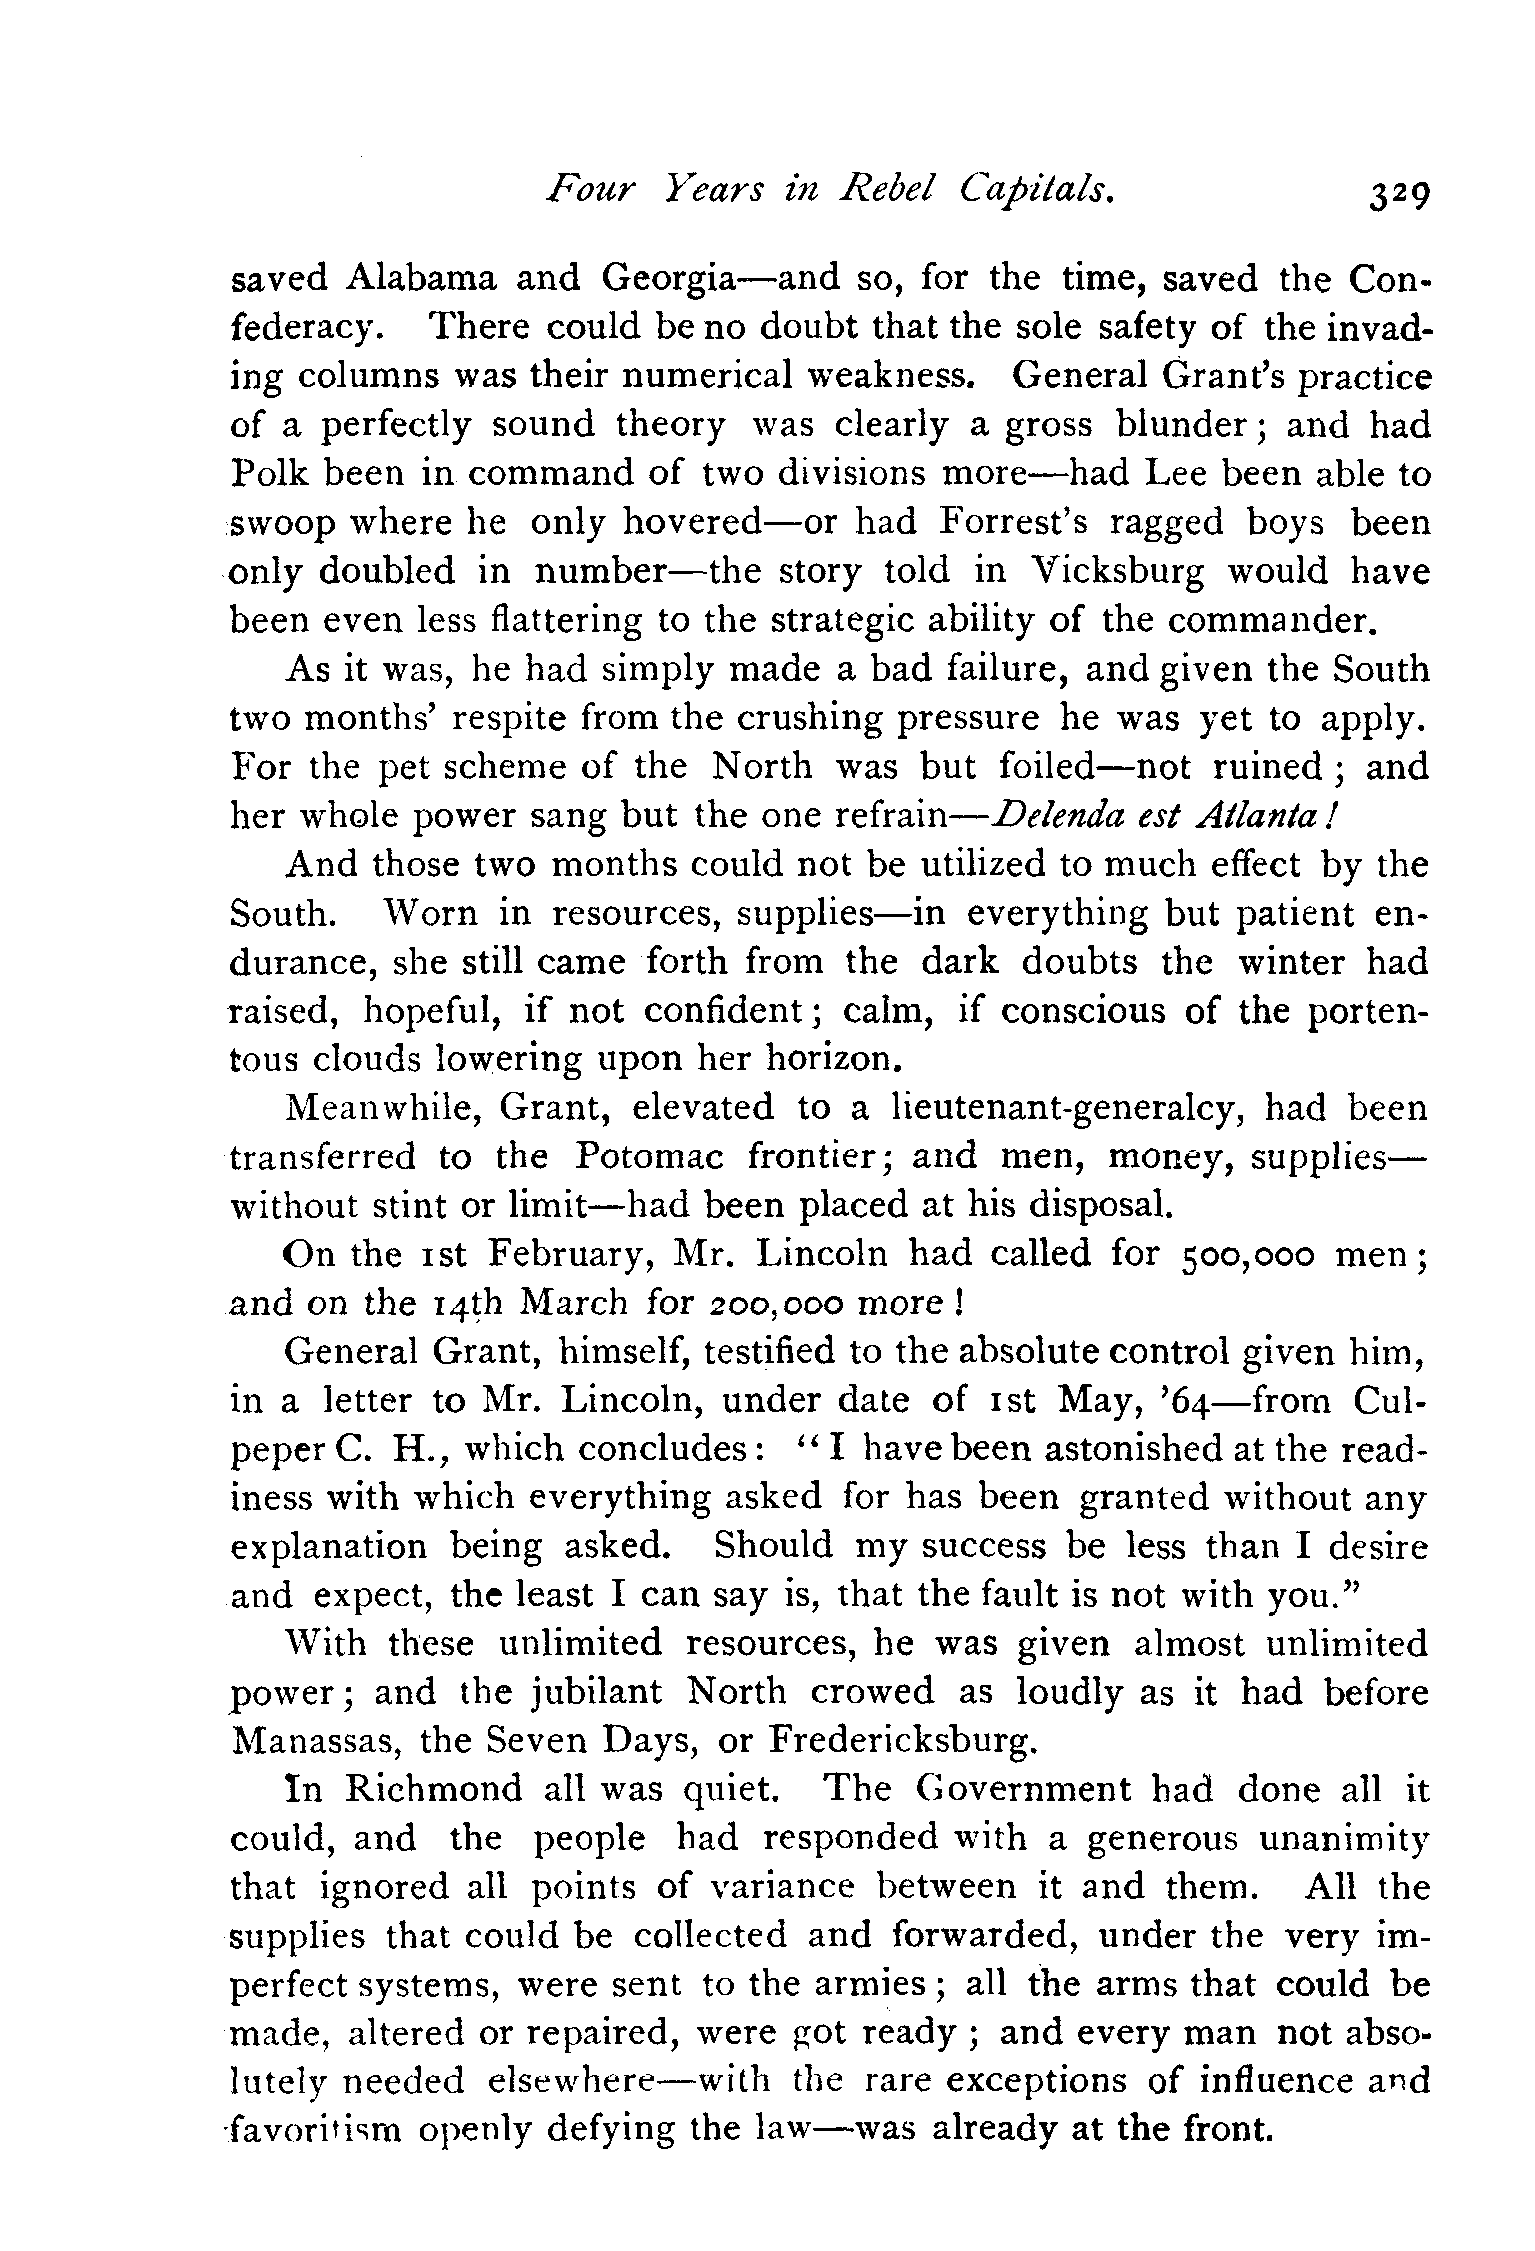 Four Years in Rebel Capitals. 329
saved Alabama and Georgia—and so, for the time, saved the Con-
federacy. There could be no doubt that the sole safety of the invad-
ing columns was their numerical weakness. General Grant's practice
of a perfectly sound theory was clearly a gross blunder; and had
Polk been in command of two divisions more—had Lee been able to
swoop where he only hovered—or had Forrest's ragged boys been
only doubled in number—the story told in Vicksburg would have
been even less flattering to the strategic ability of the commander.
As it was, he had simply made a bad failure, and given the South
two months' respite from the crushing pressure he was yet to apply.
For the pet scheme of the North was but foiled—not ruined; and
her whole power sang but the one refrain—Delenda est Atlanta!
And those two months could not be utilized to much effect by the
South. Worn in resources, supplies—in everything but patient en-
durance, she still came forth from the dark doubts the winter had
raised, hopeful, if not confident; calm, if conscious of the porten-
tous clouds lowering upon her horizon.
Meanwhile, Grant, elevated to a lieutenant-generalcy, had been
transferred to the Potomac frontier; and men, money, supplies—
without stint or limit—had been placed at his disposal.
On the 1st February, Mr. Lincoln had called for 500,000 men;
and on the 14th March for 200,000 more!
General Grant, himself, testified to the absolute control given him,
in a letter to Mr. Lincoln, under date of 1st May, '64—from Cul-
peper C. H., which concludes: "I have been astonished at the read-
iness with which everything asked for has been granted without any
explanation being asked. Should my success be less than I desire
and expect, the least I can say is, that the fault is not with you."
With these unlimited resources, he was given almost unlimited
power; and the jubilant North crowed as loudly as it had before
Manassas, the Seven Days, or Fredericksburg.
In Richmond all was quiet. The Government had done all it
could, and the people had responded with a generous unanimity
that ignored all points of variance between it and them. All the
supplies that could be collected and forwarded, under the very im-
perfect systems, were sent to the armies; all the arms that could be
made, altered or repaired, were got ready; and every man not abso-
lutely needed elsewhere—with the rare exceptions of influence and
favoritism openly defying the law—was already at the front.